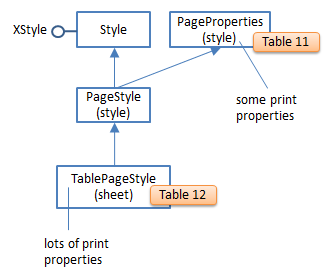 XStyle
Style
PageProperties
(style)
Table 11
PageStyle
(style)
some print
properties
TablePageStyle
(sheet)
Table 12
lots of print
properties